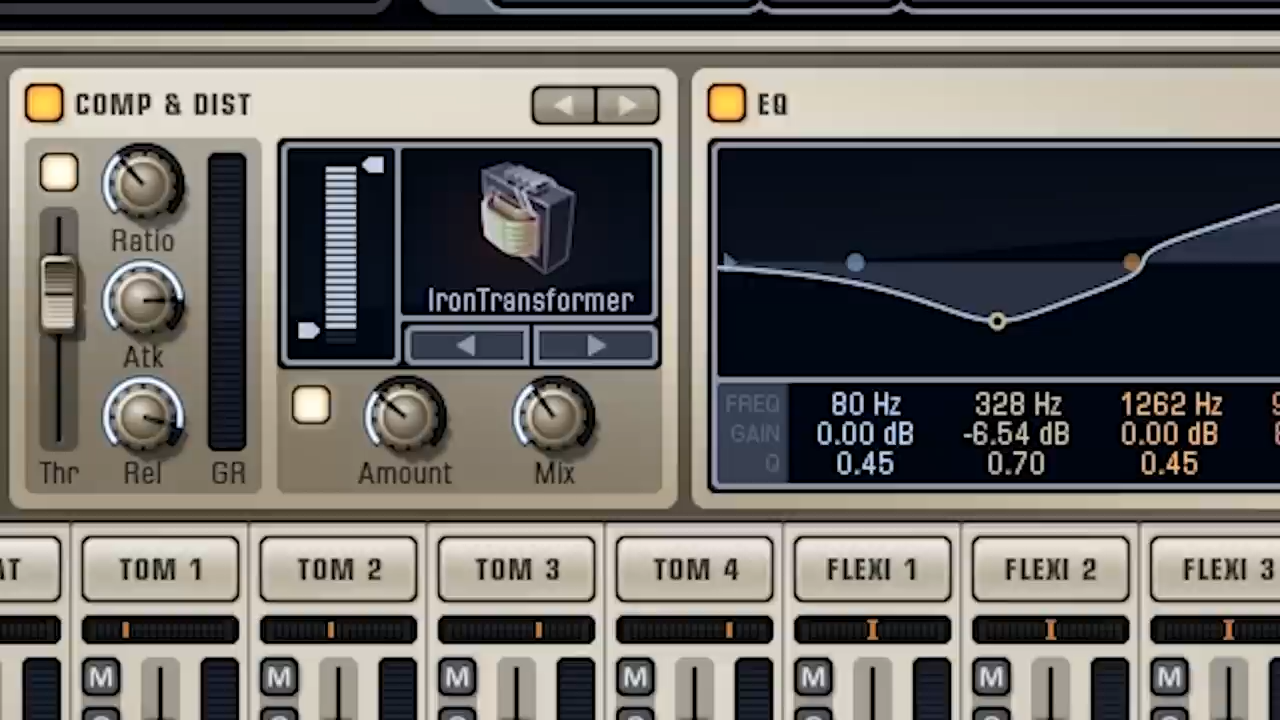 COMP & DIST
EQ
Ratio
IronTransformer
Atk
FREQ 80 Hz 328 Hz 1262 Hz
GAIN 0.00 dB -6.54 dB 0.00 dB
Q 0.45 0.70 0.45
Thr Rel GR Amount Mix
TOM 1 TOM 2 TOM 3 TOM 4 FLEXI 1 FLEXI 2 FLEXI 3
M M M M M M M